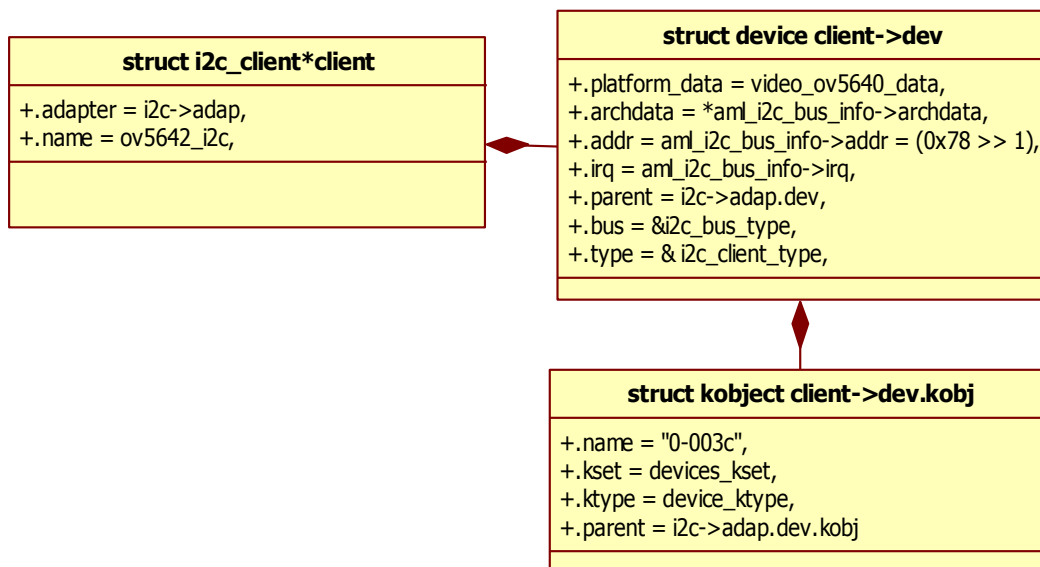 struct i2c_client*client
+.adapter = i2c->adap,
+.name = ov5642_i2c,
struct device client->dev
+.platform_data = video_ov5640_data,
+.archdata = *aml_i2c_bus_info->archdata,
+.addr = aml_i2c_bus_info->addr = (0x78 >> 1),
+.irq = aml_i2c_bus_info->irq,
+.parent = i2c->adap.dev,
+.bus = &i2c_bus_type,
+.type = & i2c_client_type,
struct kobject client->dev.kobj
+.name = "0-003c",
+.kset = devices_kset,
+.ktype = device_ktype,
+.parent = i2c->adap.dev.kobj